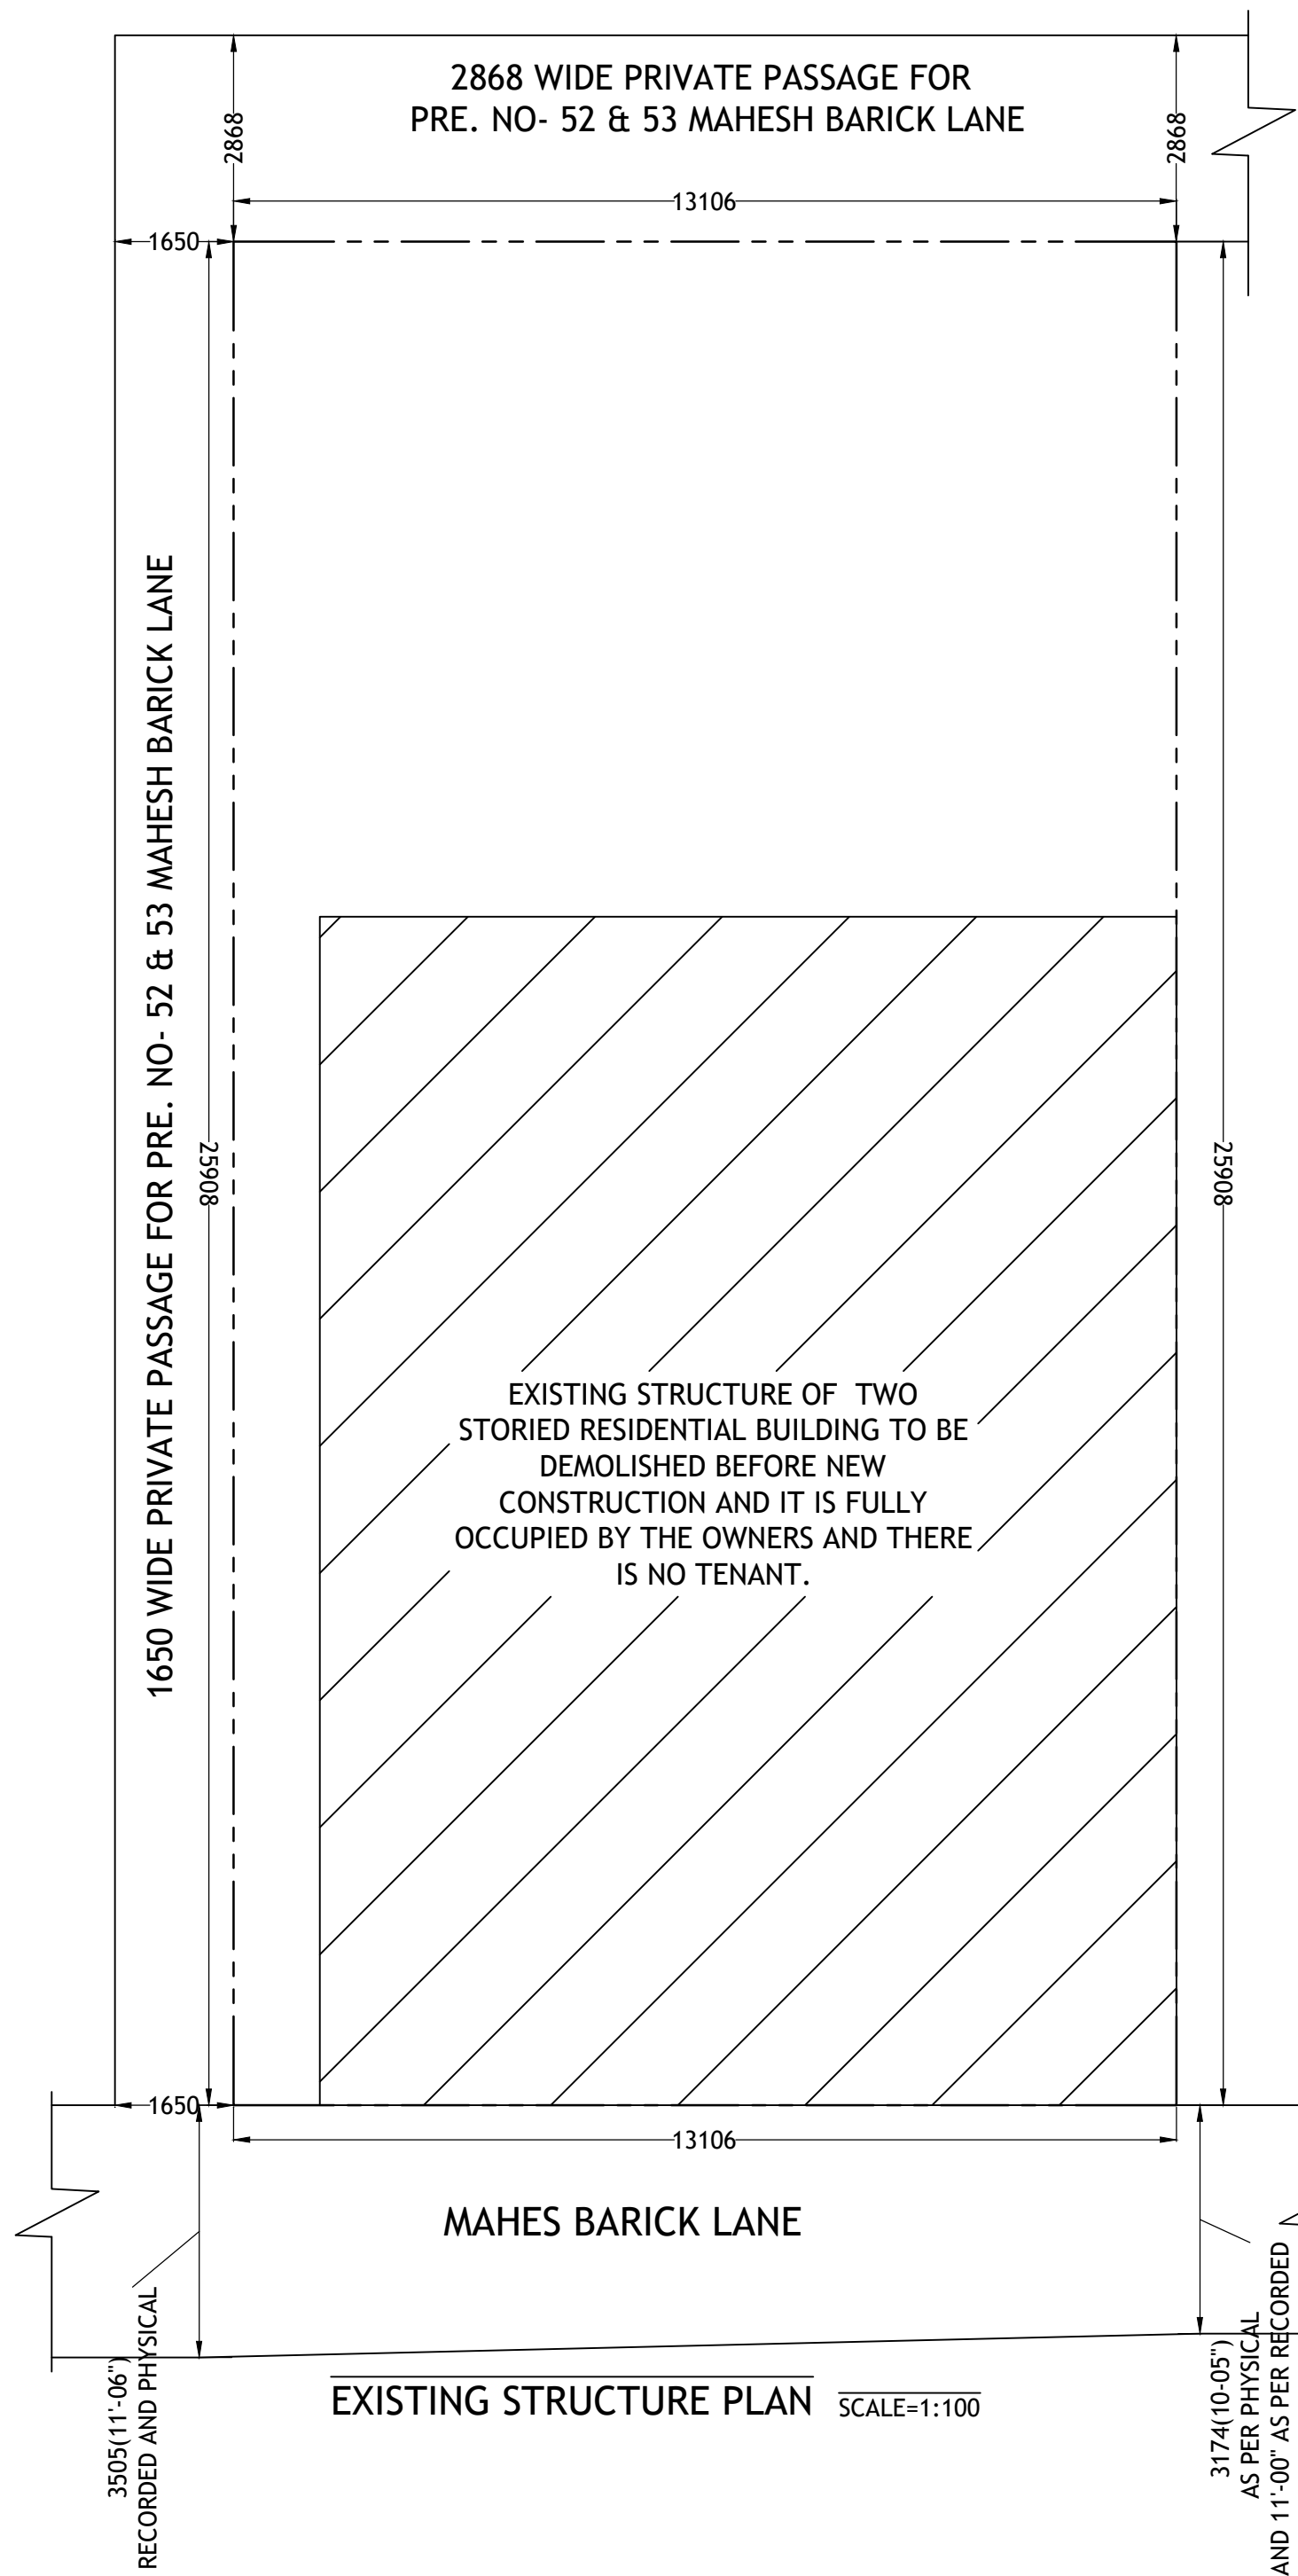 2868 WIDE PRIVATE PASSAGE FOR
PRE. NO- 52 & 53 MAHESH BARICK LANE
2868
2868
13106
1650
1650 WIDE PRIVATE PASSAGE FOR PRE. NO- 52 & 53 MAHESH BARICK LANE
25908
25908
EXISTING STRUCTURE OF TWO
STORIED RESIDENTIAL BUILDING TO BE
DEMOLISHED BEFORE NEW
CONSTRUCTION AND IT IS FULLY
OCCUPIED BY THE OWNERS AND THERE
IS NO TENANT.
1650
13106
MAHES BARICK LANE
3505(11'-06")
RECORDED AND PHYSICAL
3174(10-05")
AS PER PHYSICAL
AND 11'-00" AS PER RECORDED
EXISTING STRUCTURE PLAN
SCALE=1:100